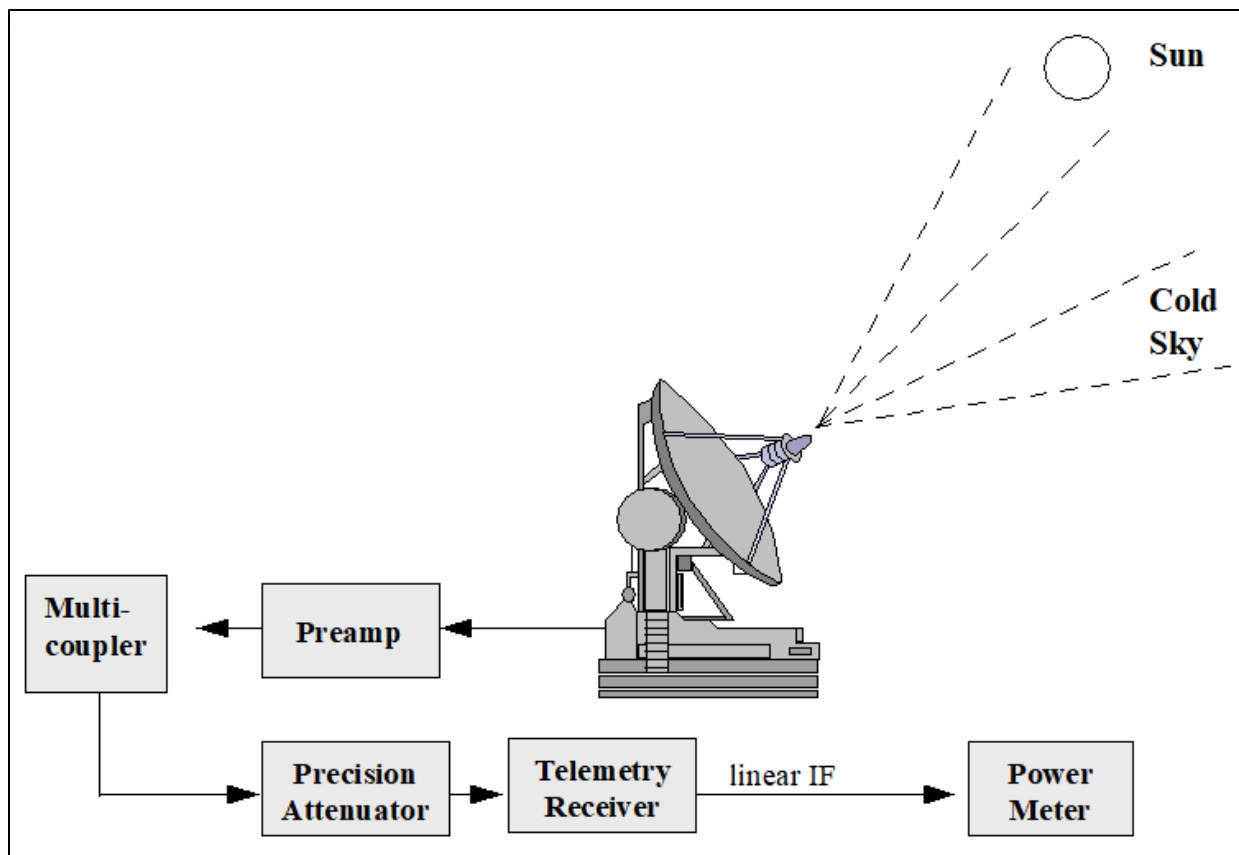 Sun
Cold
Sky
Multi-
coupler
Preamp
Precision
Attenuator
Telemetry
Receiver
linear IF
Power
Meter